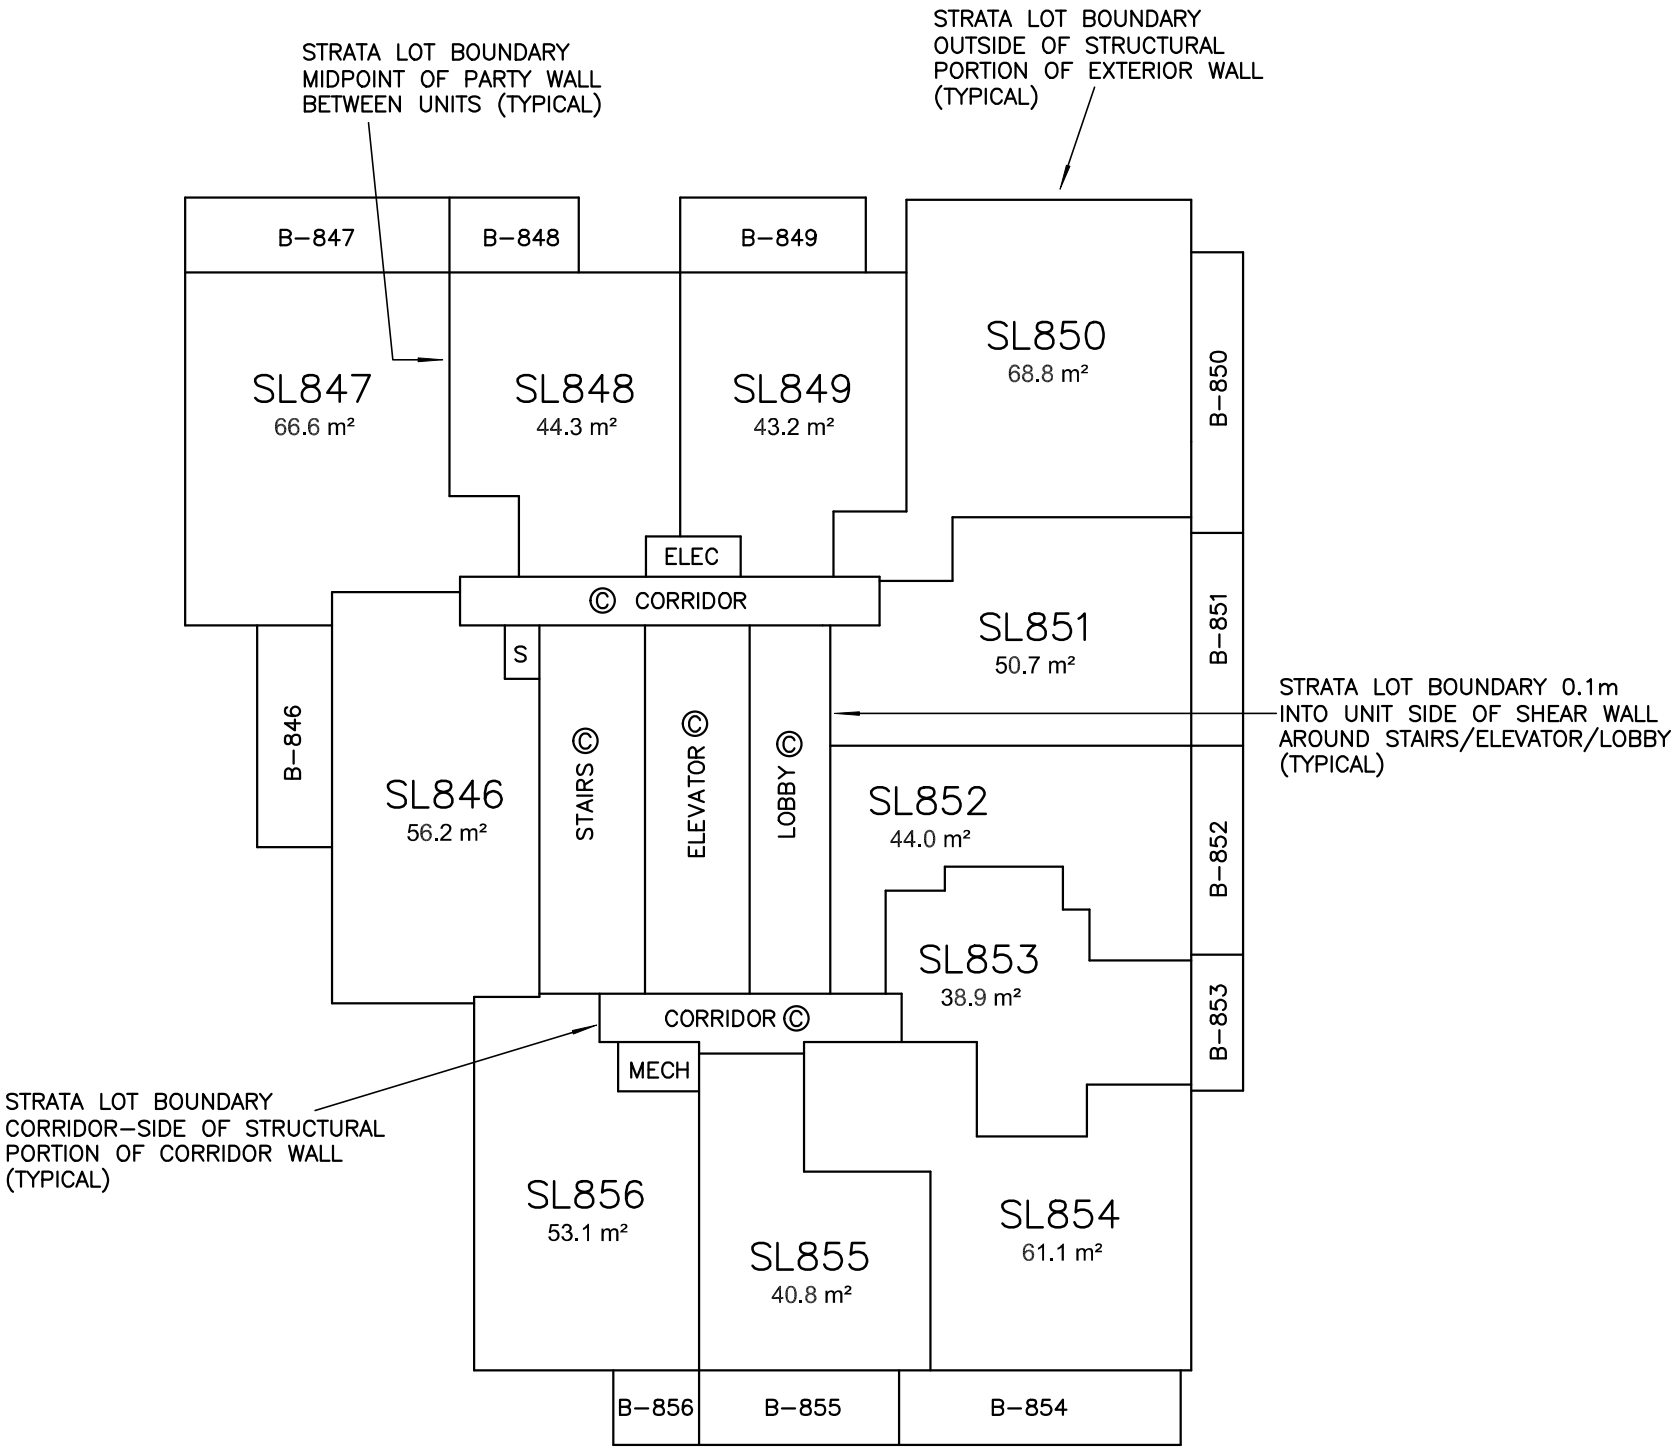 STRATA LOT BOUNDARY
OUTSIDE OF STRUCTURAL
PORTION OF EXTERIOR WALL
(TYPICAL)
STRATA LOT BOUNDARY
MIDPOINT OF PARTY WALL
BETWEEN UNITS (TYPICAL)
B-847
B-848
B-849
SL850
68.8 m²
B-850
SL847
66.6 m²
SL848
44.3 m²
SL849
43.2 m²
ELEC
© CORRIDOR
SL851
50.7 m²
B-851
S
B-846
SL846
56.2 m²
STAIRS ©
ELEVATOR ©
LOBBY ©
STRATA LOT BOUNDARY 0.1m
INTO UNIT SIDE OF SHEAR WALL
AROUND STAIRS/ELEVATOR/LOBBY
(TYPICAL)
SL852
44.0 m²
B-852
SL853
38.9 m²
B-853
CORRIDOR ©
MECH
STRATA LOT BOUNDARY
CORRIDOR-SIDE OF STRUCTURAL
PORTION OF CORRIDOR WALL
(TYPICAL)
SL856
53.1 m²
SL855
40.8 m²
SL854
61.1 m²
B-856
B-855
B-854